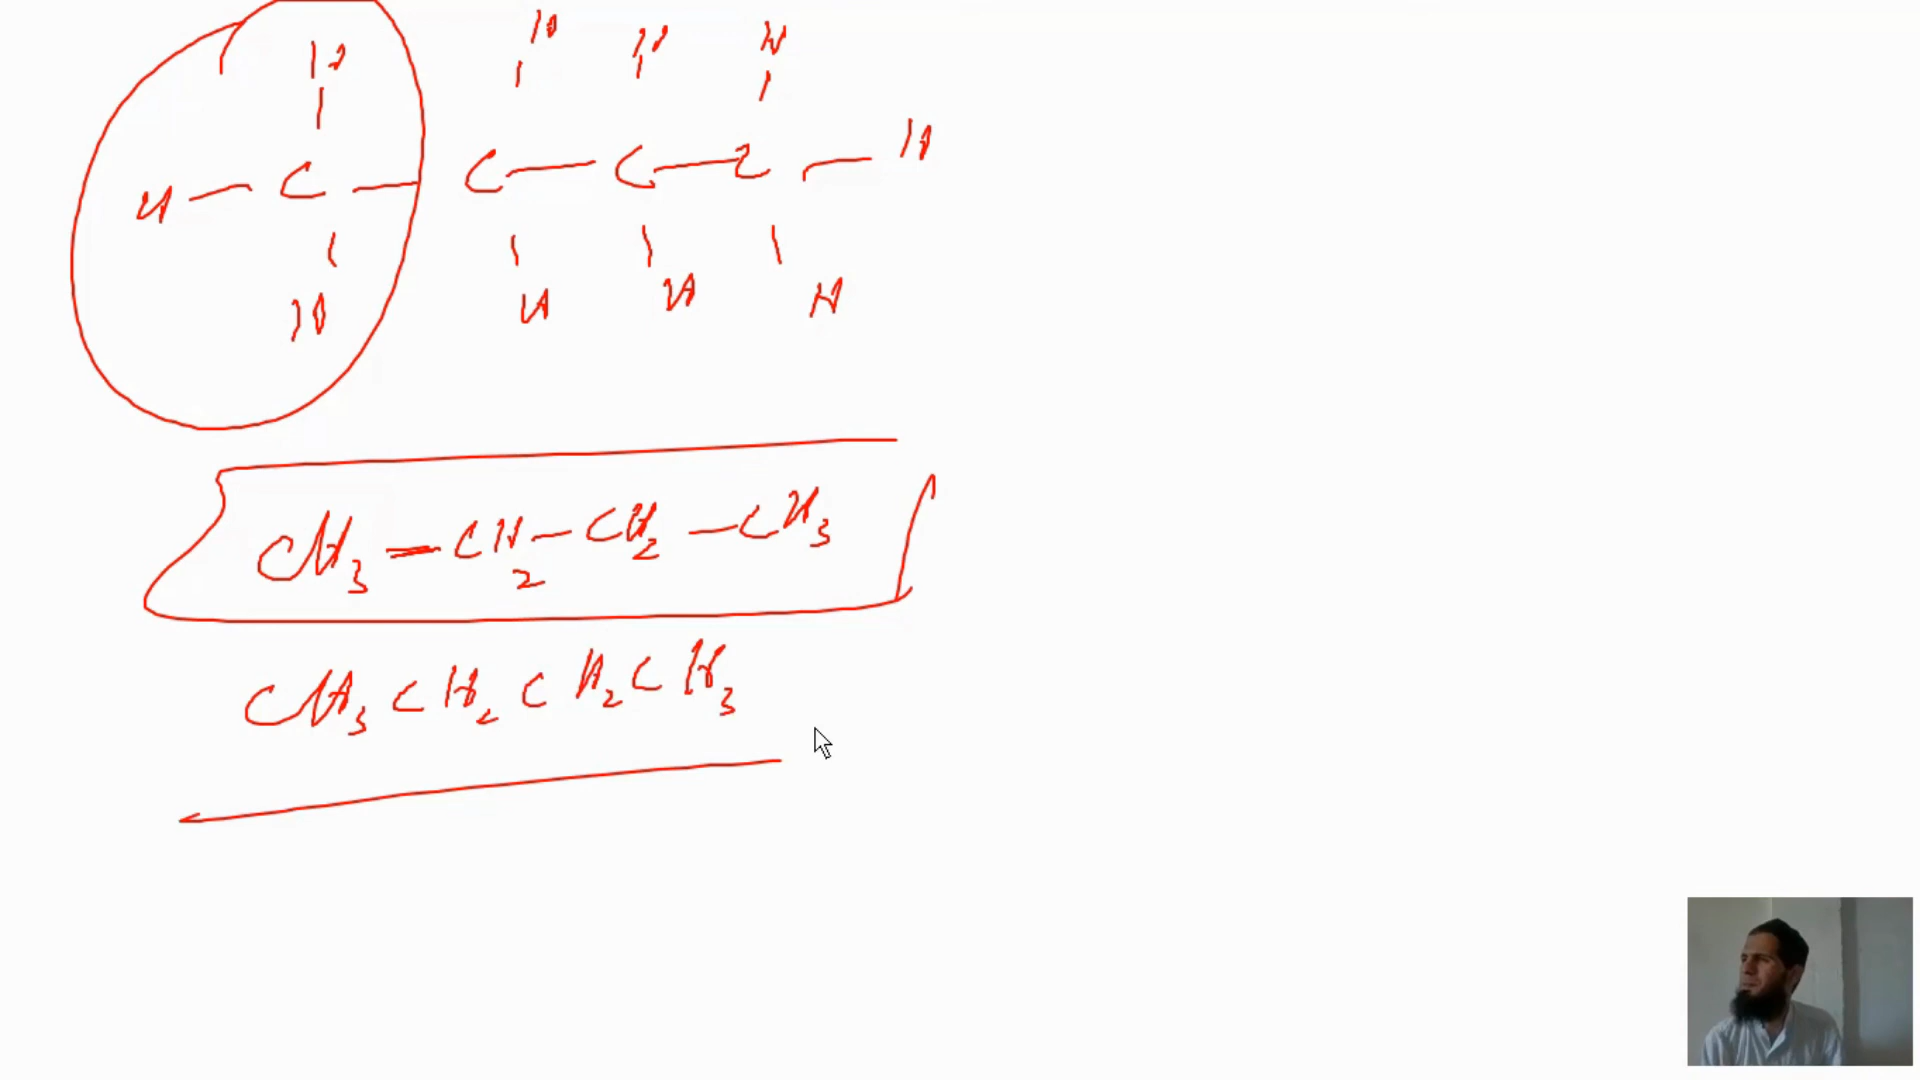 H H H H
H — C — C — C — C — H
H H H H
CH3 — CH2 — CH2 — CH3
CH3CH2CH2CH3